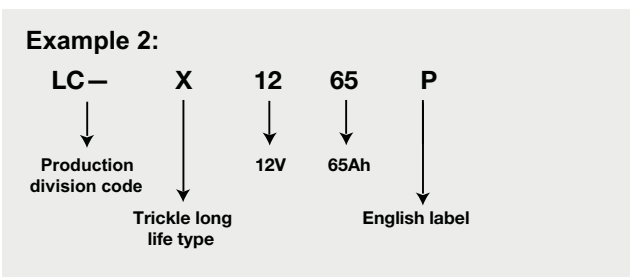 Example 2:
LC— X 12 65 P
Production
division code
12V
65Ah
Trickle long
life type
English label